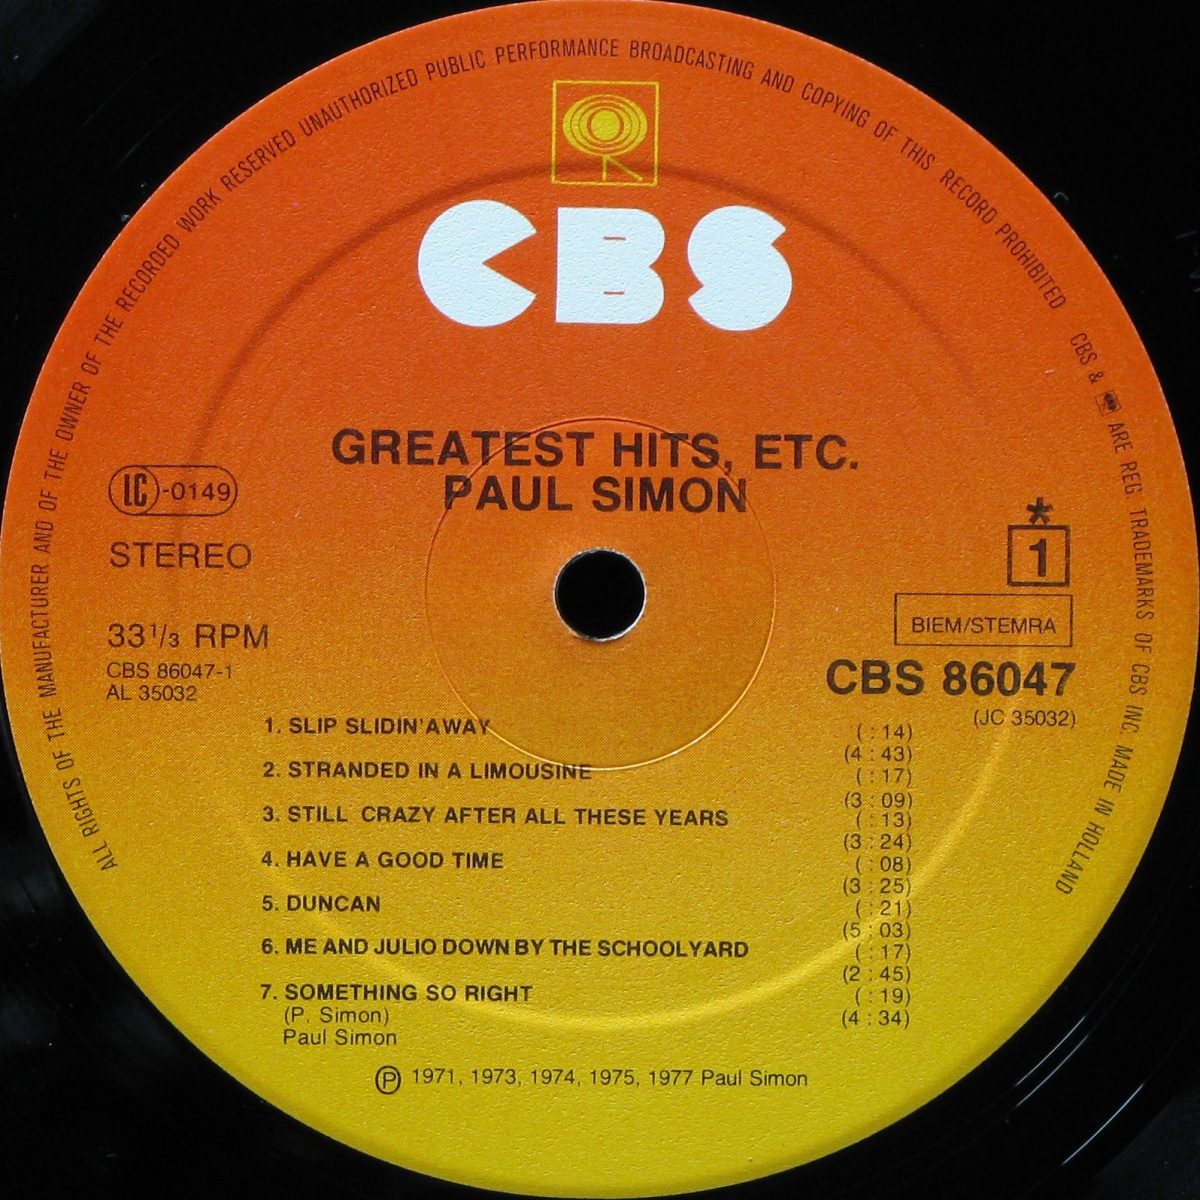 ALL RIGHTS OF THE MANUFACTURER AND OF THE OWNER OF THE RECORDED WORK RESERVED UNAUTHORIZED PUBLIC PERFORMANCE BROADCASTING AND COPYING OF THIS RECORD PROHIBITED CBS & ARE REG. TRADEMARKS OF CBS INC. MADE IN HOLLAND
CBS
GREATEST HITS, ETC.
PAUL SIMON
LC-0149
STEREO
33 1/3 RPM
CBS 86047-1
AL 35032
*
1
BIEM/STEMRA
CBS 86047
(JC 35032)
1. SLIP SLIDIN'AWAY ( : 14)
(4 : 43)
2. STRANDED IN A LIMOUSINE ( : 17)
(3 : 09)
3. STILL CRAZY AFTER ALL THESE YEARS ( : 13)
(3 : 24)
4. HAVE A GOOD TIME ( : 08)
(3 : 25)
5. DUNCAN ( : 21)
(5 : 03)
6. ME AND JULIO DOWN BY THE SCHOOLYARD ( : 17)
(2 : 45)
7. SOMETHING SO RIGHT ( : 19)
(P. Simon) (4 : 34)
Paul Simon
Ⓟ 1971, 1973, 1974, 1975, 1977 Paul Simon